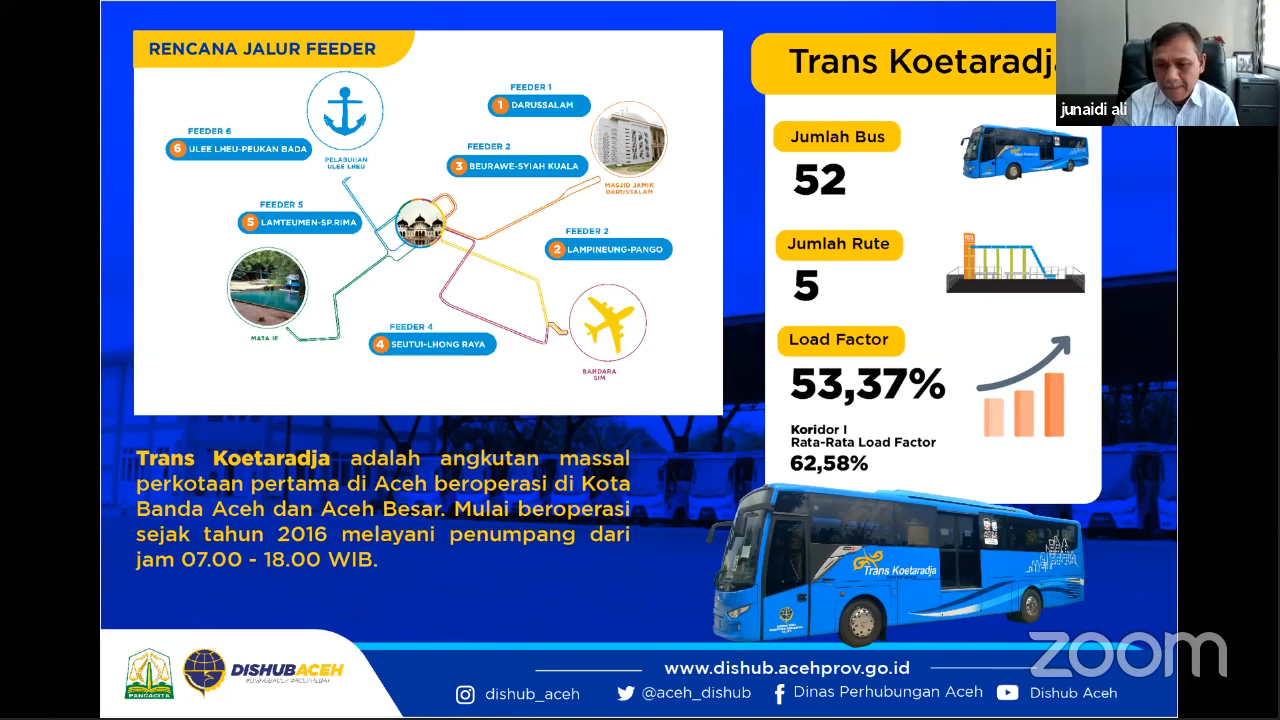 RENCANA JALUR FEEDER
FEEDER 1
1 DARUSSALAM
FEEDER 6
6 ULEE LHEU-PEUKAN BADA
PELABUHAN
ULEE LHEU
FEEDER 2
3 BEURAWE-SYIAH KUALA
MASJID JAMIK
DARUSSALAM
FEEDER 5
5 LAMTEUMEN-SP.RIMA
FEEDER 2
2 LAMPINEUNG-PANGO
FEEDER 4
4 SEUTUI-LHONG RAYA
MATA IE
BANDARA
SIM
Trans Koetaradja adalah angkutan massal
perkotaan pertama di Aceh beroperasi di Kota
Banda Aceh dan Aceh Besar. Mulai beroperasi
sejak tahun 2016 melayani penumpang dari
jam 07.00 - 18.00 WIB.
Trans Koetaradja
junaidi ali
Jumlah Bus
52
Jumlah Rute
5
Load Factor
53,37%
Koridor I
Rata-Rata Load Factor
62,58%
Trans Koetaradja
zoom
PANCACITA
DISHUBACEH
www.dishub.acehprov.go.id
dishub_aceh
@aceh_dishub
Dinas Perhubungan Aceh
Dishub Aceh